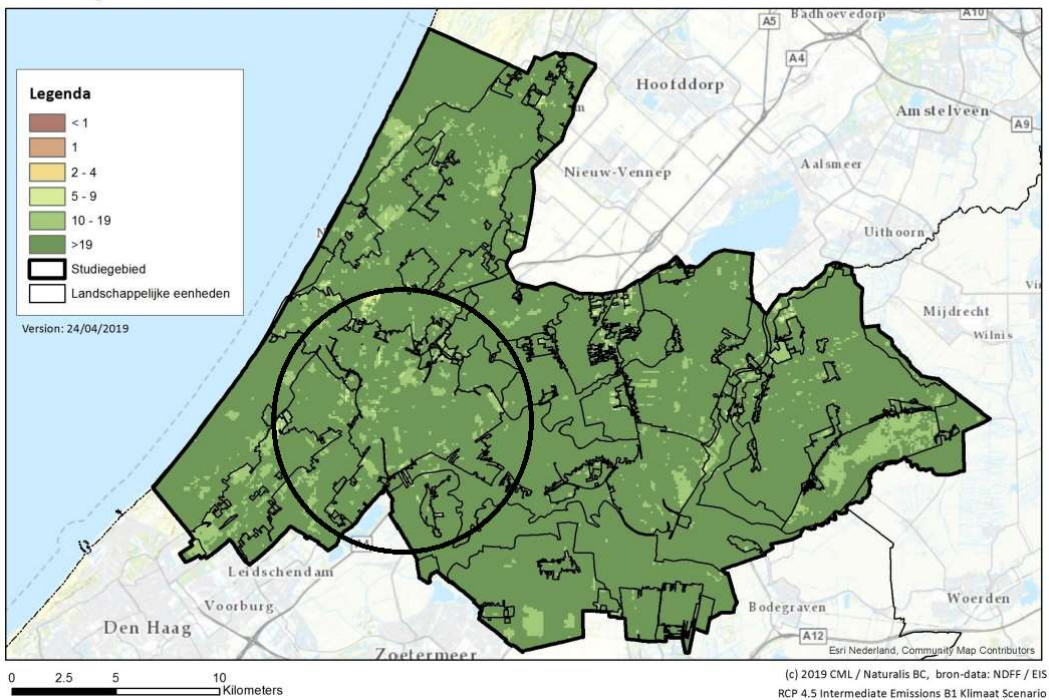 Badhoevedorp
A10
A5
A4
Hoofddorp
Amstelveen
A9
Legenda
< 1
1
2 - 4
5 - 9
10 - 19
>19
Studiegebied
Landschappelijke eenheden
Version: 24/04/2019
Nieuw-Vennep
Aalsmeer
Uithoorn
Mijdrecht
Wilnis
Leidschendam
Voorburg
Den Haag
Zoetermeer
Bodegraven
Woerden
A12
Esri Nederland, Community Map Contributors
0 2.5 5 10
Kilometers
(c) 2019 CML / Naturalis BC, bron-data: NDFF / EIS
RCP 4.5 Intermediate Emissions B1 Klimaat Scenario